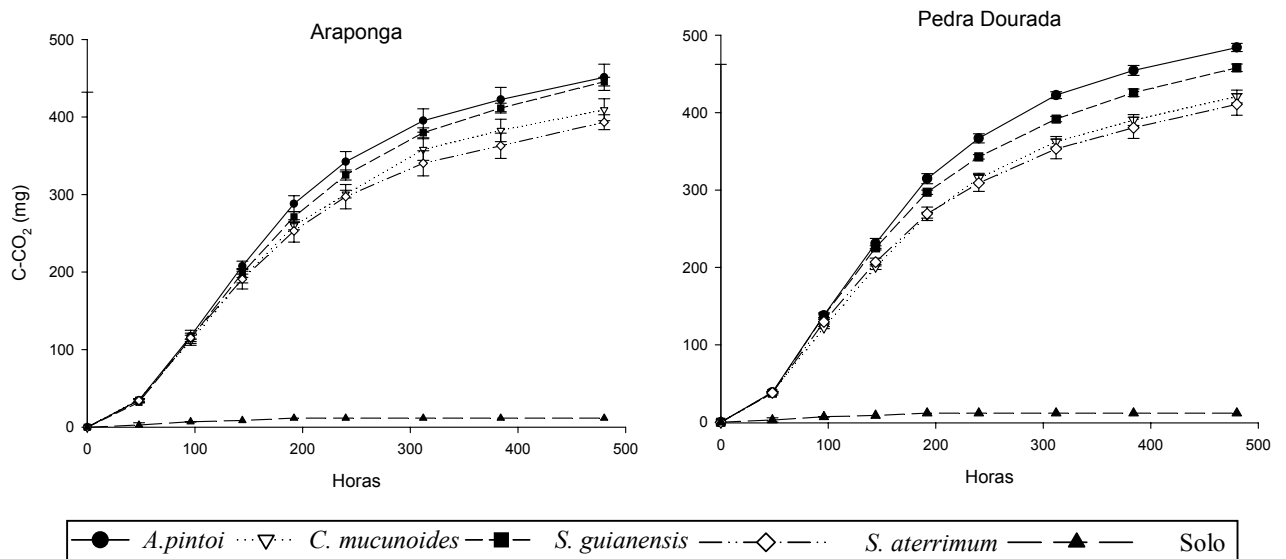 Araponga
Pedra Dourada
C-CO₂ (mg)
500
400
300
200
100
0
0 100 200 300 400 500
Horas
500
400
300
200
100
0
0 100 200 300 400 500
Horas
A.pintoi C. mucunoides S. guianensis S. aterrimum Solo